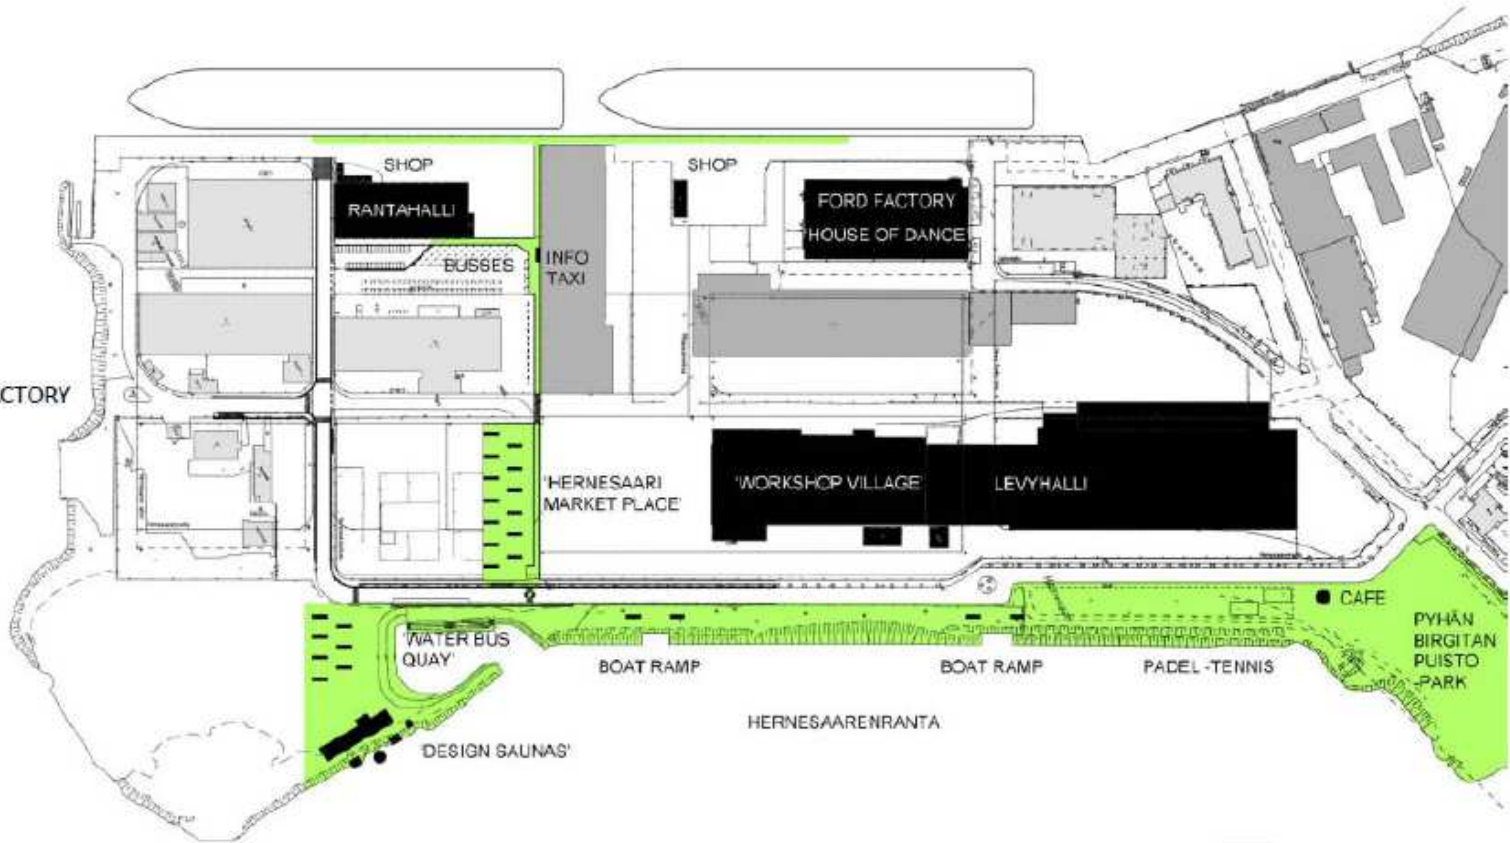 SHOP
SHOP
RANTAHALLI
FORD FACTORY
'HOUSE OF DANCE'
BUSSES
INFO
TAXI
CTORY
'HERNESAARI
MARKET PLACE'
'WORKSHOP VILLAGE'
LEVYHALLI
CAFE
PYHÄN
BIRGITAN
PUISTO
-PARK
'WATER BUS
QUAY'
BOAT RAMP
BOAT RAMP
PADEL -TENNIS
HERNESAARENRANTA
'DESIGN SAUNAS'